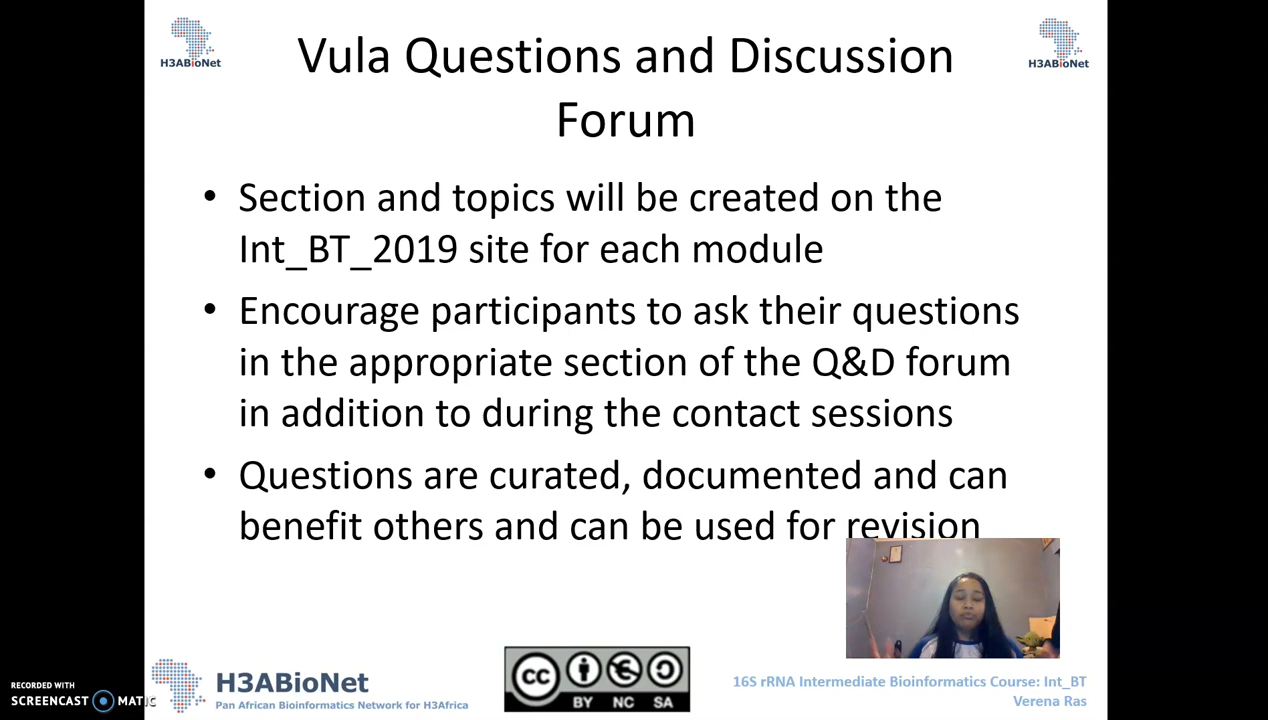 H3ABioNet
H3ABioNet
Vula Questions and Discussion
Forum
• Section and topics will be created on the
Int_BT_2019 site for each module
• Encourage participants to ask their questions
in the appropriate section of the Q&D forum
in addition to during the contact sessions
• Questions are curated, documented and can
benefit others and can be used for revision
RECORDED WITH
SCREENCAST MATIC
H3ABioNet
Pan African Bioinformatics Network for H3Africa
CC
BY NC SA
16S rRNA Intermediate Bioinformatics Course: Int_BT
Verena Ras